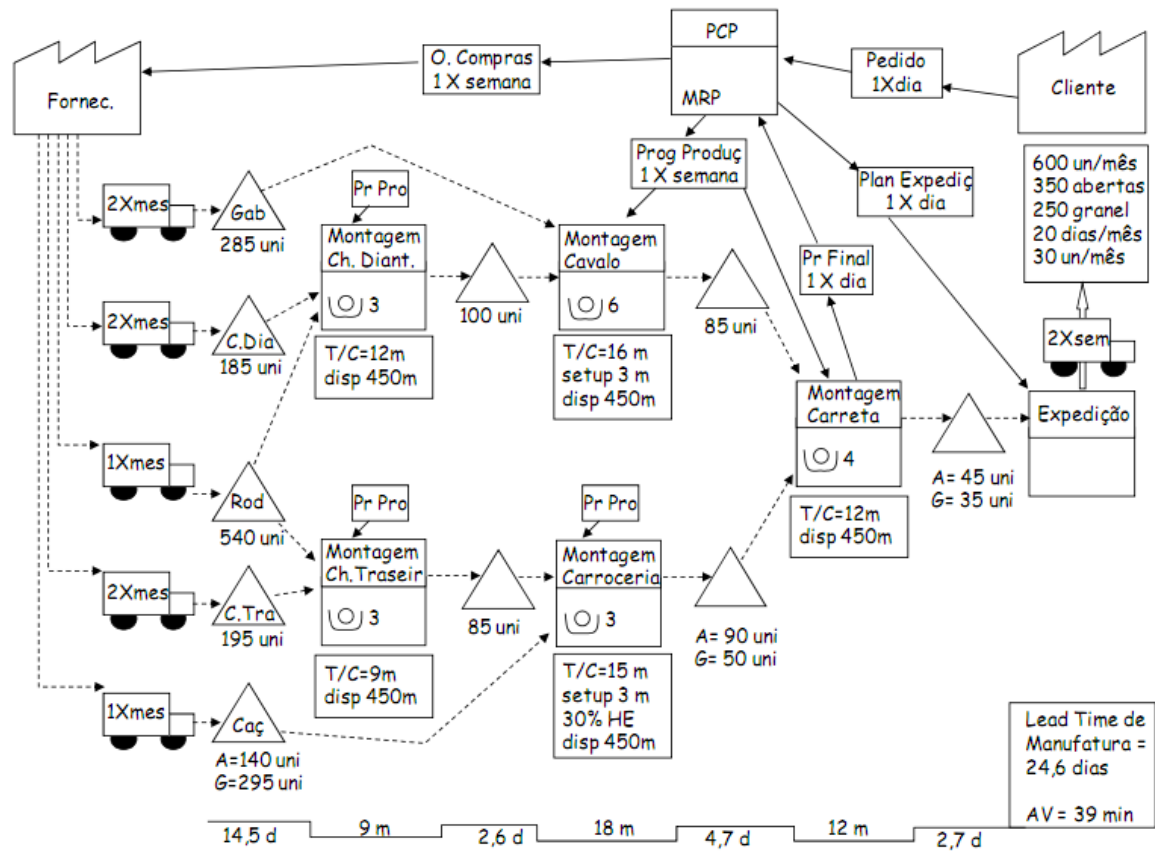 PCP
MRP
O. Compras
1 X semana
Pedido
1Xdia
Fornec.
Cliente
Prog Produç
1 X semana
Plan Expediç
1 X dia
Pr Final
1 X dia
600 un/mês
350 abertas
250 granel
20 dias/mês
30 un/mês
2Xsem
2Xmes
Gab
285 uni
Pr Pro
Montagem
Ch. Diant.
3
T/C=12m
disp 450m
100 uni
Montagem
Cavalo
6
T/C=16 m
setup 3 m
disp 450m
85 uni
2Xmes
C.Dia
185 uni
1Xmes
Rod
540 uni
Montagem
Carreta
4
T/C=12m
disp 450m
A= 45 uni
G= 35 uni
Expedição
2Xmes
C.Tra
195 uni
Pr Pro
Montagem
Ch.Traseir
3
T/C=9m
disp 450m
85 uni
Pr Pro
Montagem
Carroceria
3
T/C=15 m
setup 3 m
30% HE
disp 450m
A= 90 uni
G= 50 uni
1Xmes
Caç
A=140 uni
G=295 uni
Lead Time de
Manufatura =
24,6 dias
AV = 39 min
14,5 d
9 m
2,6 d
18 m
4,7 d
12 m
2,7 d